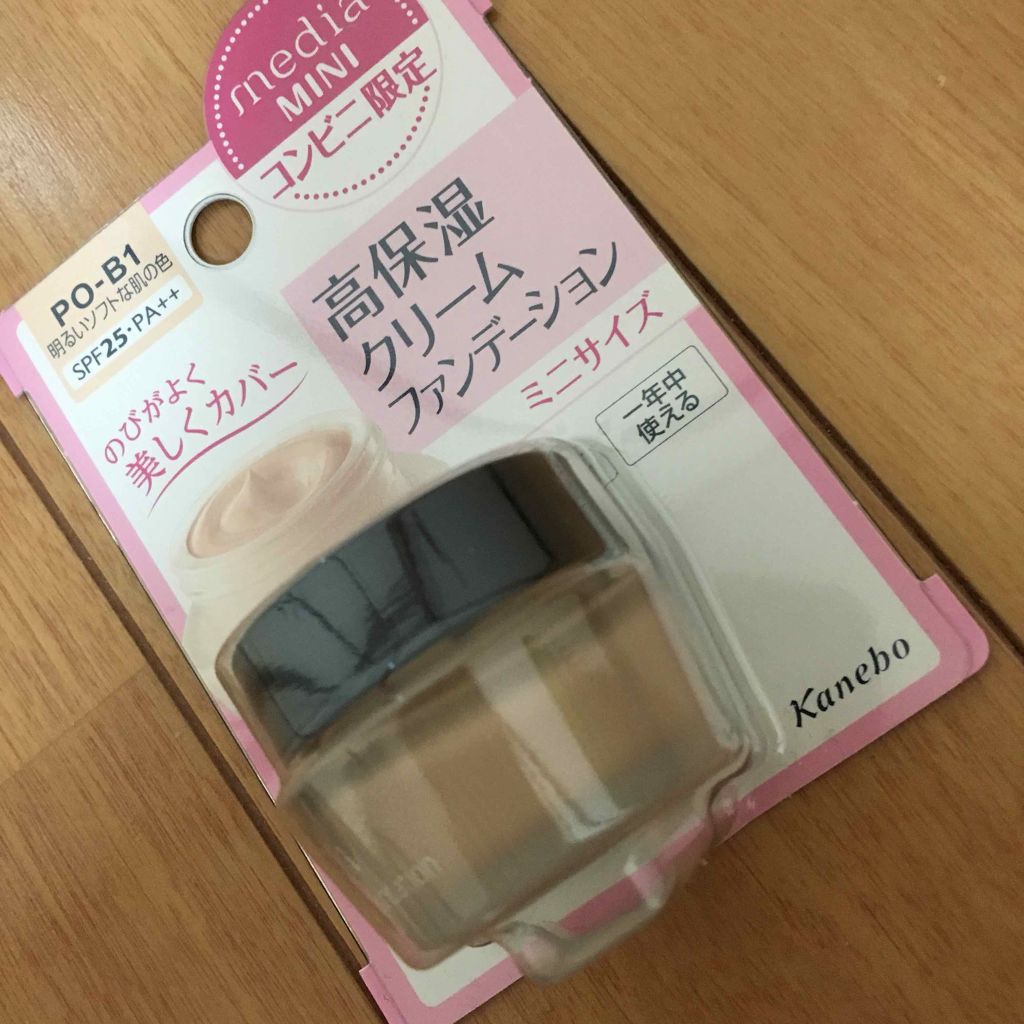 media
MINI
コンビニ限定
PO-B1
明るいソフトな肌の色
SPF25・PA++
高保湿
クリーム
ファンデーション
ミニサイズ
のびがよく
美しくカバー
一年中
使える
Kanebo